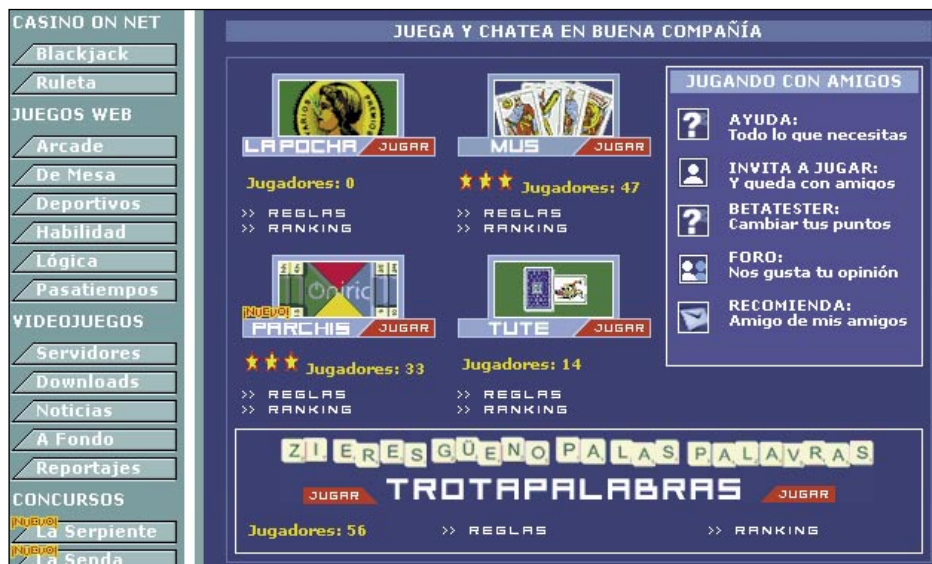 CASINO ON NET
Blackjack
Ruleta
JUEGOS WEB
Arcade
De Mesa
Deportivos
Habilidad
Lógica
Pasatiempos
VIDEOJUEGOS
Servidores
Downloads
Noticias
A Fondo
Reportajes
CONCURSOS
¡NUEVO!
La Serpiente
¡NUEVO!
La Senda
JUEGA Y CHATEA EN BUENA COMPAÑÍA
LA POCHA JUGAR
Jugadores: 0
>> REGLAS
>> RANKING
MUS JUGAR
Jugadores: 47
>> REGLAS
>> RANKING
Oniric
¡NUEVO!
PARCHIS JUGAR
Jugadores: 33
>> REGLAS
>> RANKING
TUTE JUGAR
Jugadores: 14
>> REGLAS
>> RANKING
JUGANDO CON AMIGOS
AYUDA:
Todo lo que necesitas
INVITA A JUGAR:
Y queda con amigos
BETATESTER:
Cambiar tus puntos
FORO:
Nos gusta tu opinión
RECOMIENDA:
Amigo de mis amigos
ZI ERES GÜENO PA LAS PALAVRAS
JUGAR TROTAPALABRAS JUGAR
Jugadores: 56 >> REGLAS >> RANKING